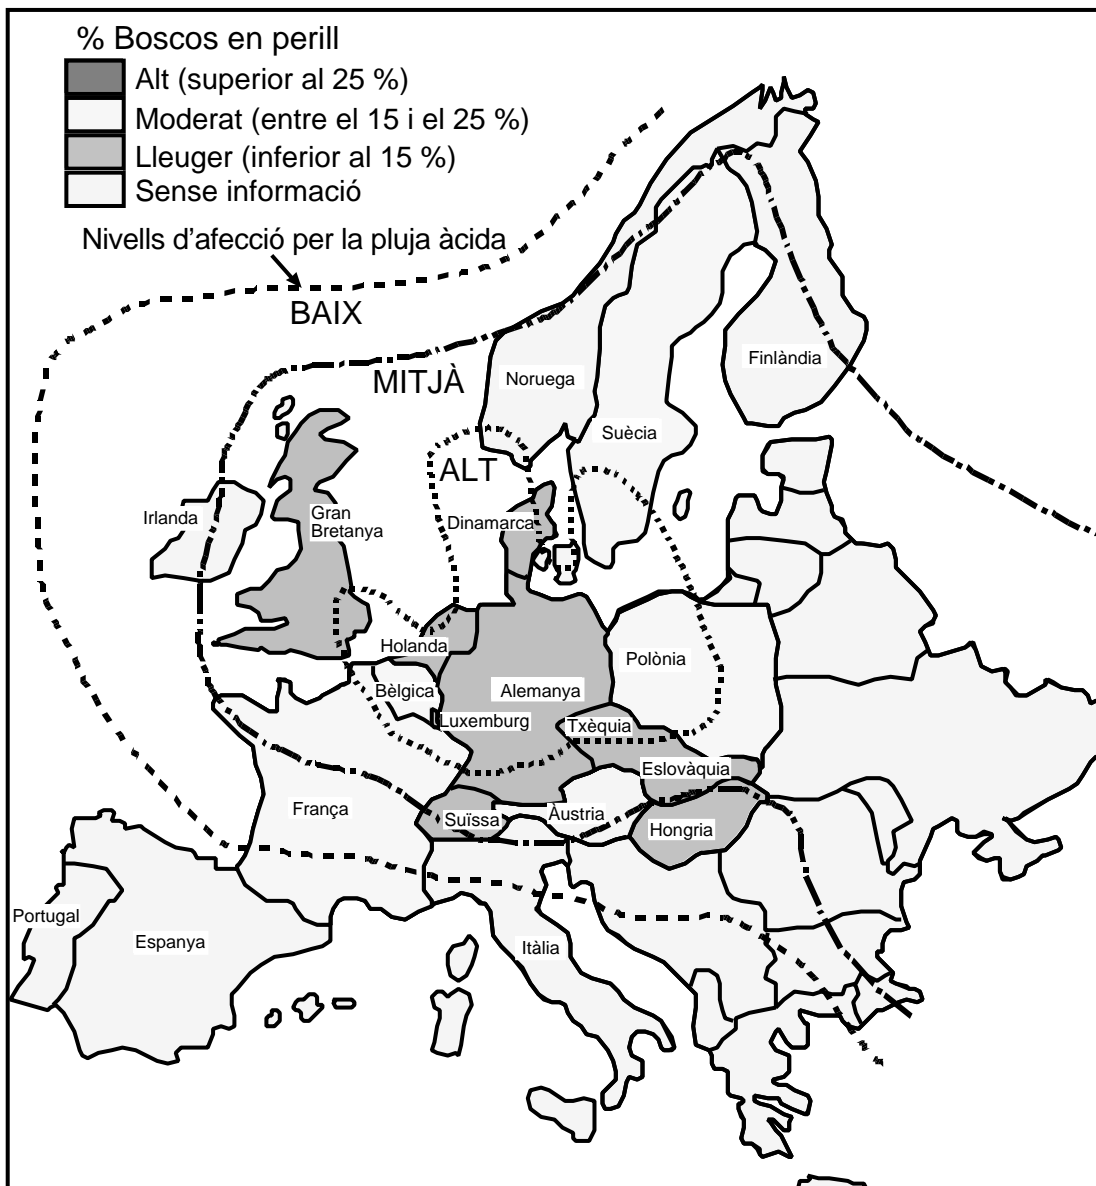 % Boscos en perill
Alt (superior al 25 %)
Moderat (entre el 15 i el 25 %)
Lleuger (inferior al 15 %)
Sense informació
Nivells d’afecció per la pluja àcida
BAIX
MITJÀ
ALT
Noruega
Suècia
Finlàndia
Irlanda
Gran
Bretanya
Dinamarca
Holanda
Bèlgica
Luxemburg
Alemanya
Polònia
Txèquia
Eslovàquia
França
Suïssa
Àustria
Hongria
Portugal
Espanya
Itàlia